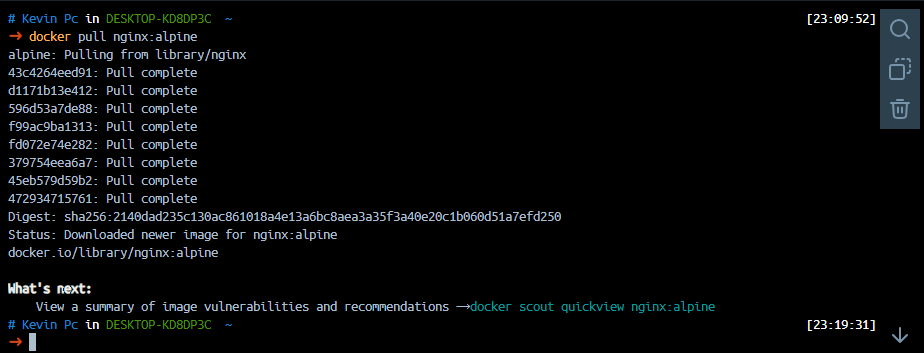 # Kevin Pc in DESKTOP-KD8DP3C ~ [23:09:52]
→ docker pull nginx:alpine
alpine: Pulling from library/nginx
43c4264eed91: Pull complete
d1171b13e412: Pull complete
596d53a7de88: Pull complete
f99ac9ba1313: Pull complete
fd072e74e282: Pull complete
379754eea6a7: Pull complete
45eb579d59b2: Pull complete
472934715761: Pull complete
Digest: sha256:2140dad235c130ac861018a4e13a6bc8aea3a35f3a40e20c1b060d51a7efd250
Status: Downloaded newer image for nginx:alpine
docker.io/library/nginx:alpine
What's next:
View a summary of image vulnerabilities and recommendations → docker scout quickview nginx:alpine
# Kevin Pc in DESKTOP-KD8DP3C ~ [23:19:31]
→